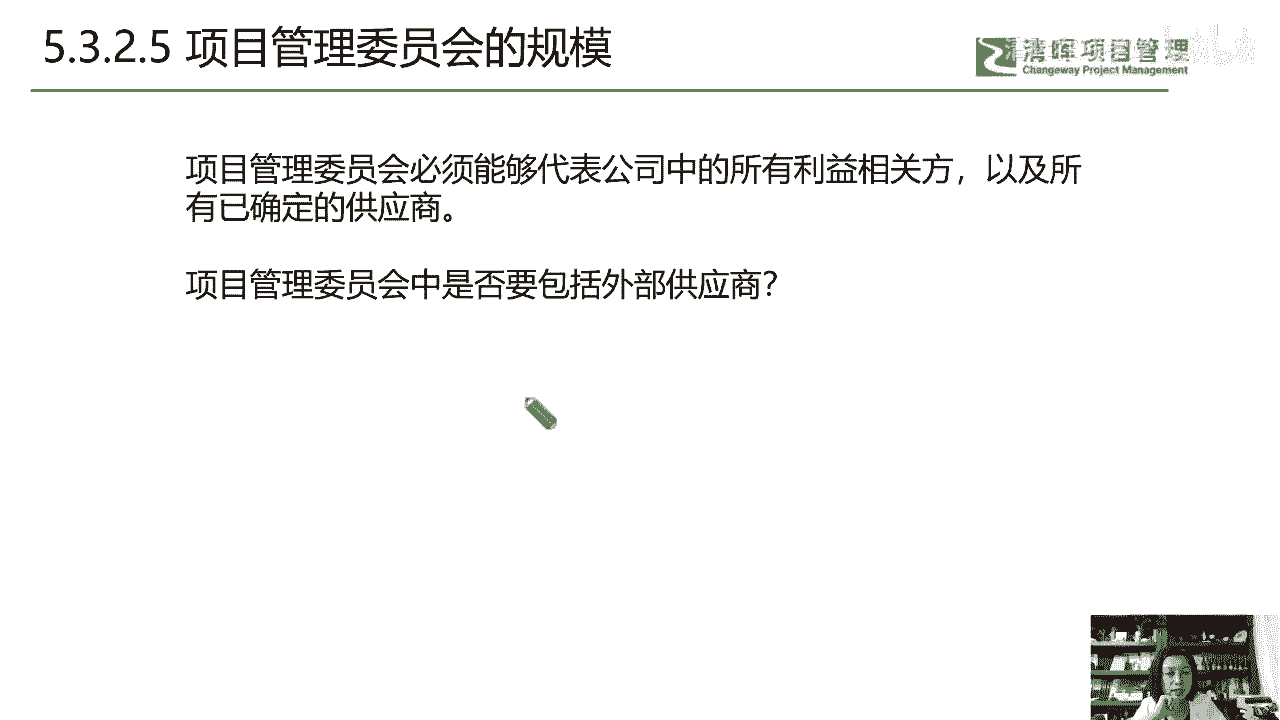 5.3.2.5 项目管理委员会的规模
清晖项目管理
Changeway Project Management
项目管理委员会必须能够代表公司中的所有利益相关方，以及所
有已确定的供应商。
项目管理委员会中是否要包括外部供应商？